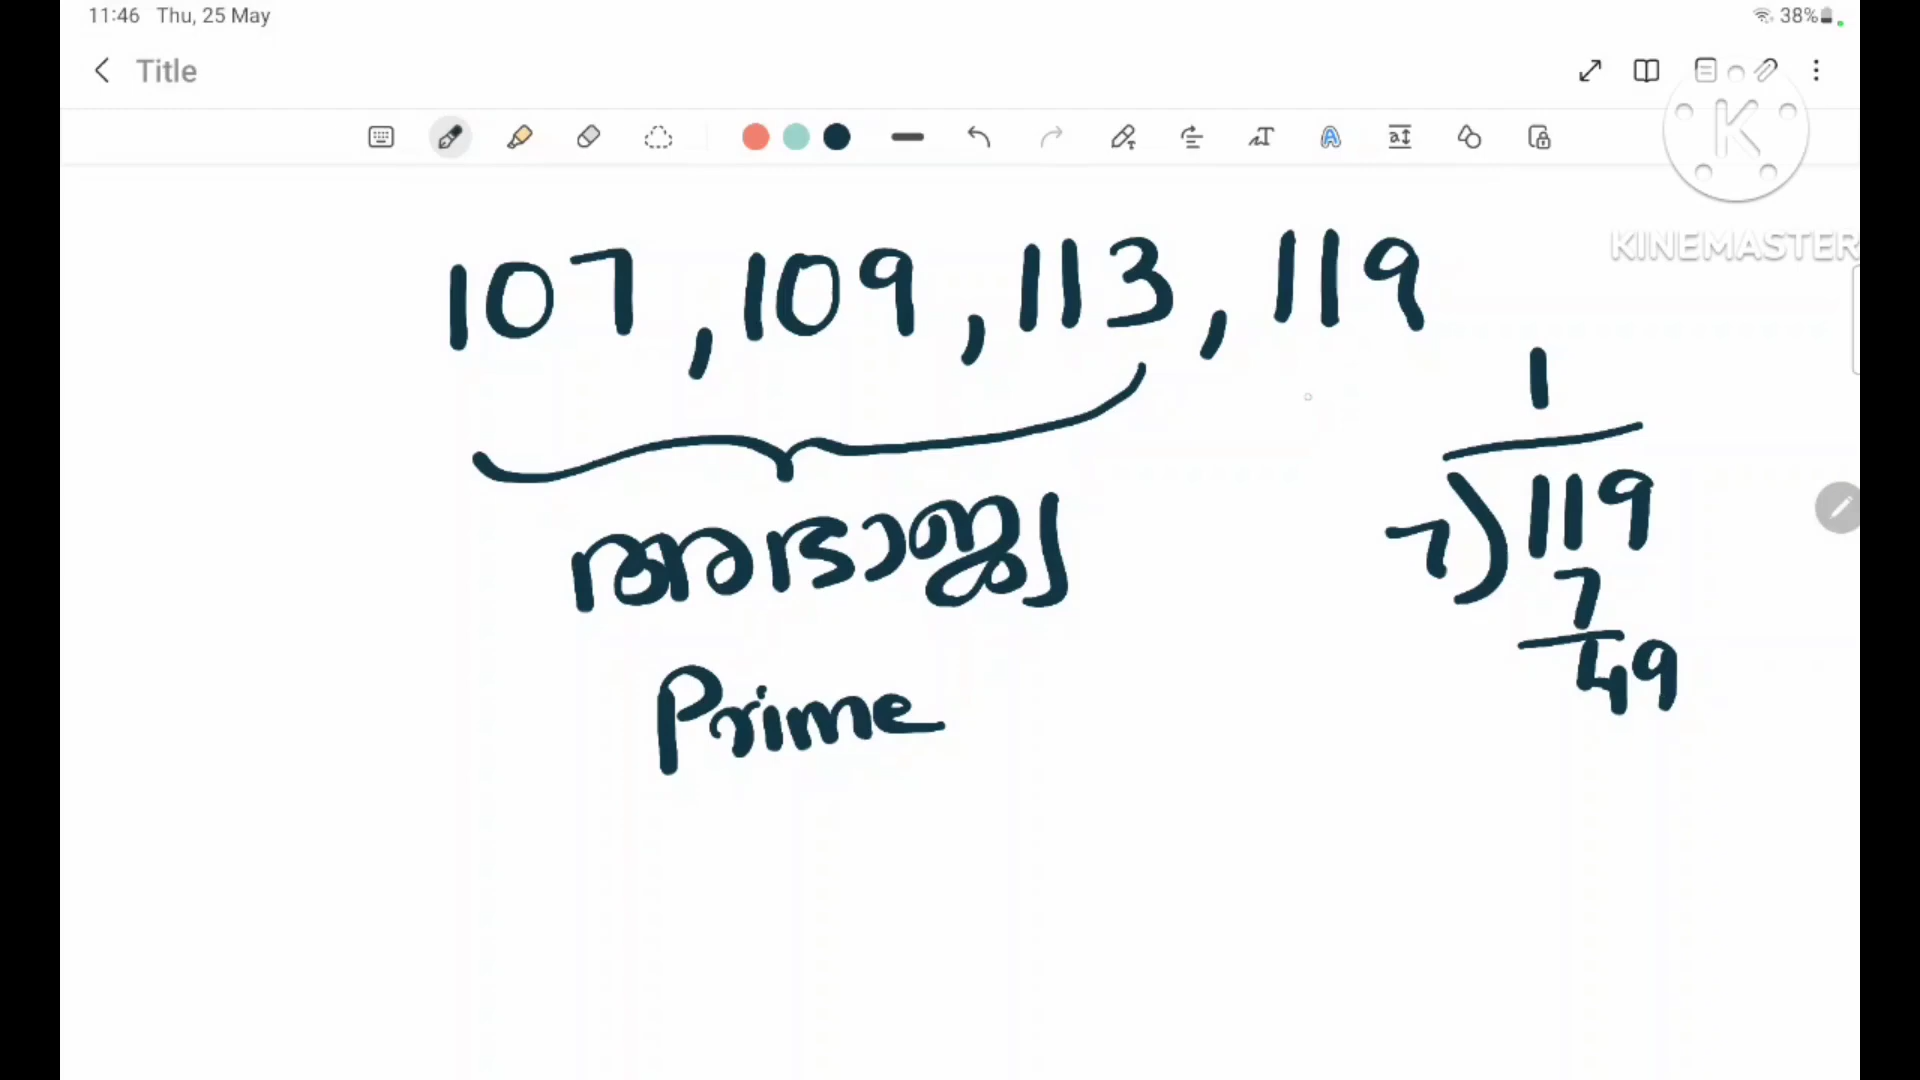 11:46 Thu, 25 May
38%
Title
KINEMASTER
107, 109, 113, 119
1
7)119
7
49
അഭാജ്യ
Prime